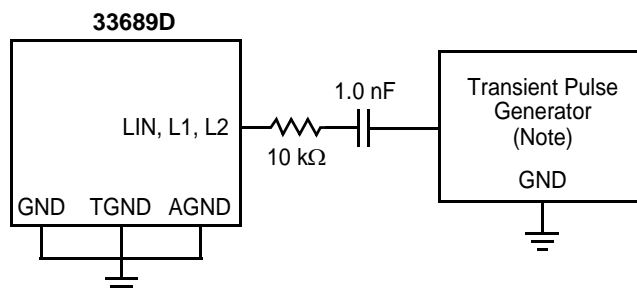 33689D
LIN, L1, L2
10 kΩ
1.0 nF
Transient Pulse
Generator
(Note)
GND
GND TGND AGND